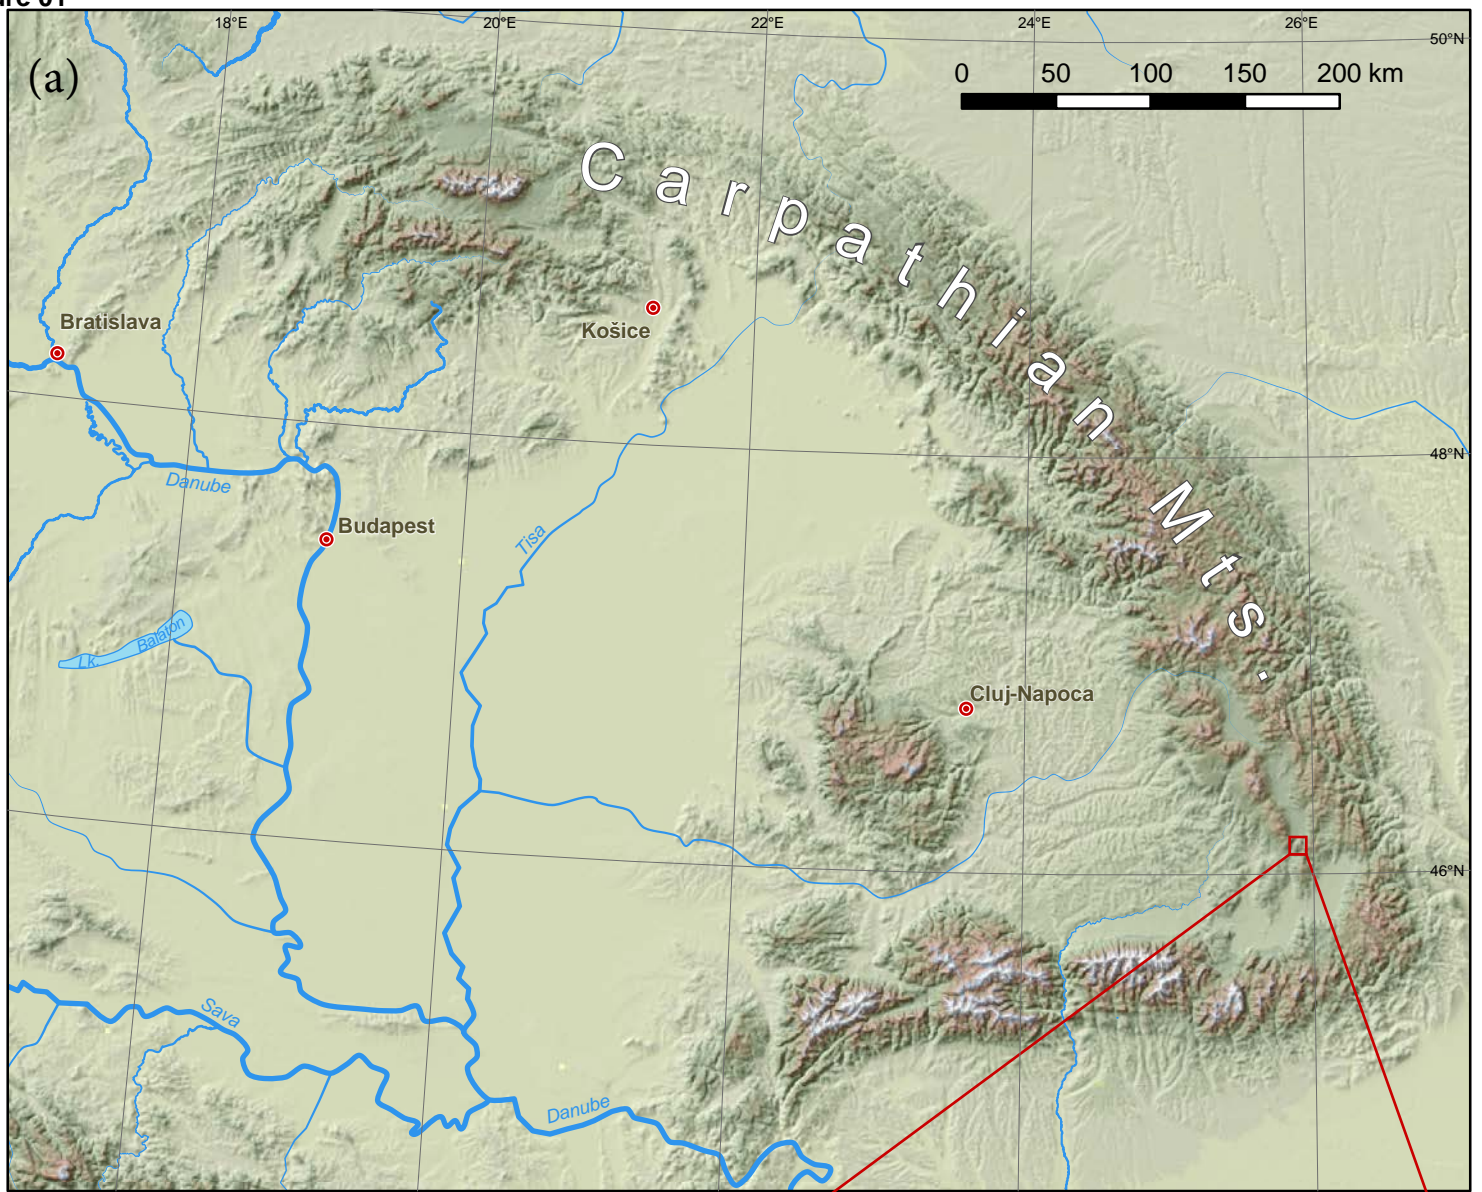 18°E
20°E
22°E
24°E
26°E
50°N
(a)
0 50 100 150 200 km
Carpathian Mts.
Bratislava
Košice
48°N
Danube
Budapest
Tisa
Lk. Balaton
Cluj-Napoca
46°N
Sava
Danube